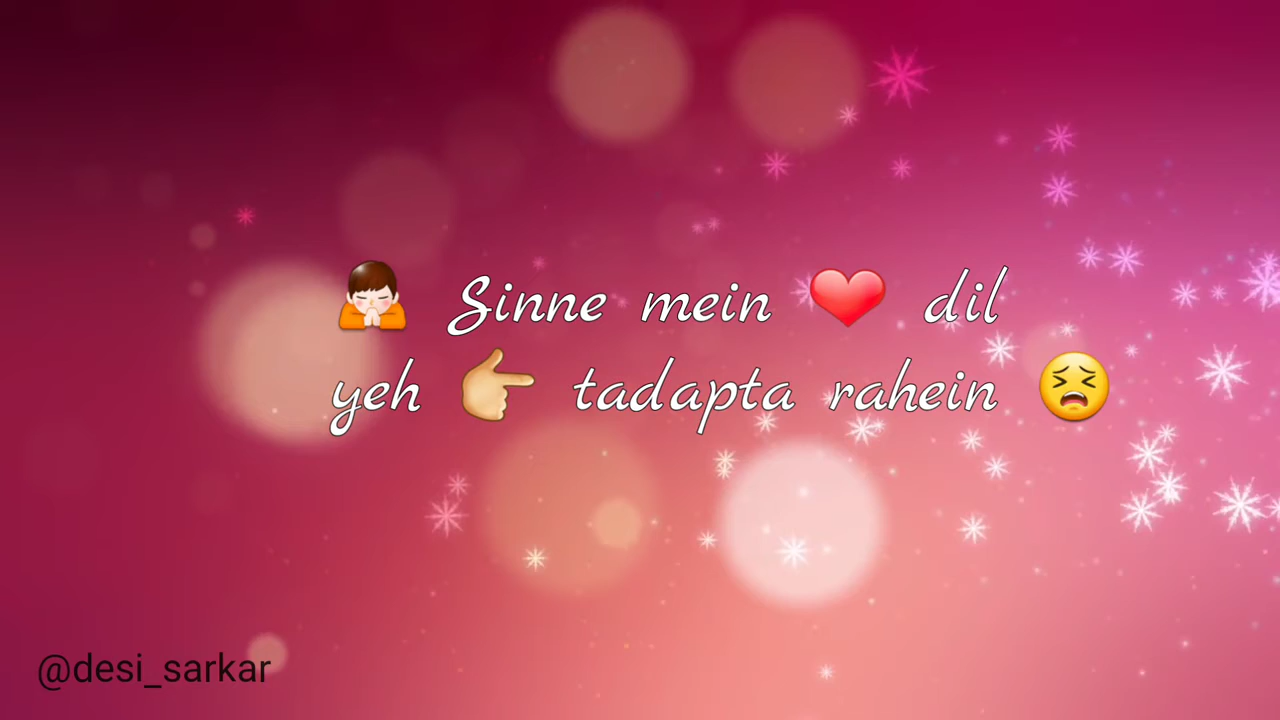 🙏 Sinne mein ❤️ dil
yeh 👉 tadapta rahein 😣
@desi_sarkar